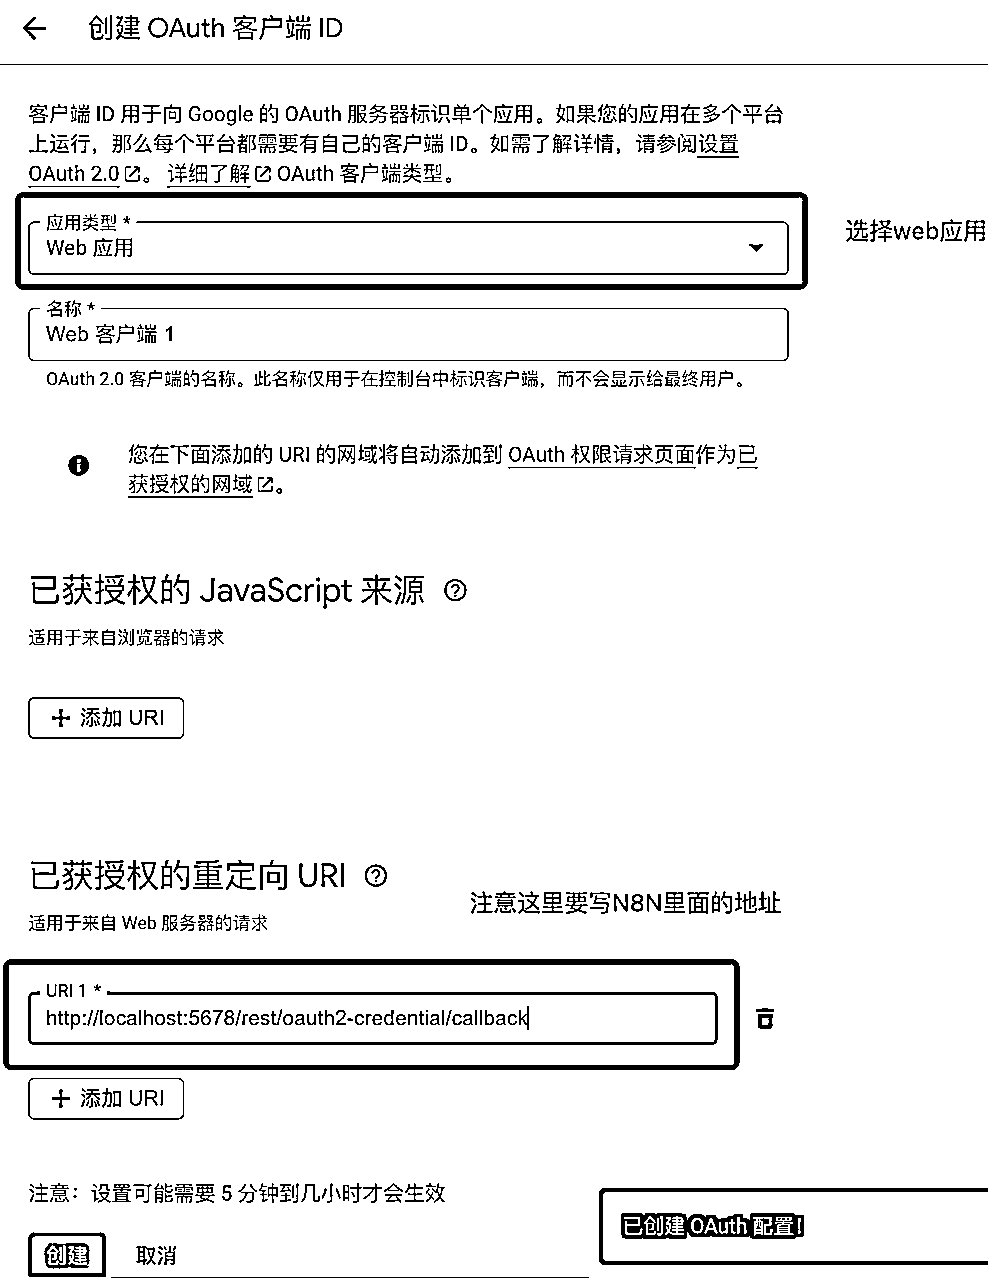 创建 OAuth 客户端 ID
客户端 ID 用于向 Google 的 OAuth 服务器标识单个应用。如果您的应用在多个平台
上运行，那么每个平台都需要有自己的客户端 ID。如需了解详情，请参阅设置
OAuth 2.0。 详细了解 OAuth 客户端类型。
应用类型 *
Web 应用
选择web应用
名称 *
Web 客户端 1
OAuth 2.0 客户端的名称。此名称仅用于在控制台中标识客户端，而不会显示给最终用户。
您在下面添加的 URI 的网域将自动添加到 OAuth 权限请求页面作为已
获授权的网域。
已获授权的 JavaScript 来源
适用于来自浏览器的请求
添加 URI
已获授权的重定向 URI
注意这里要写N8N里面的地址
适用于来自 Web 服务器的请求
URI 1 *
http://localhost:5678/rest/oauth2-credential/callback
添加 URI
注意：设置可能需要 5 分钟到几小时才会生效
已创建 OAuth 配置！
创建 取消